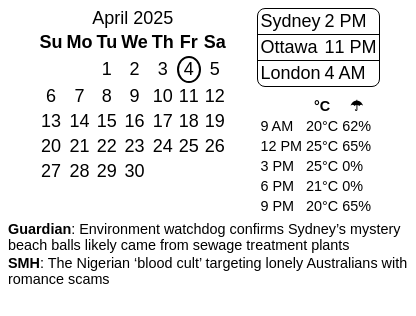 April 2025
Su Mo Tu We Th Fr Sa
1 2 3 4 5
6 7 8 9 10 11 12
13 14 15 16 17 18 19
20 21 22 23 24 25 26
27 28 29 30
Sydney 2 PM
Ottawa 11 PM
London 4 AM
°C ☂
9 AM 20°C 62%
12 PM 25°C 65%
3 PM 25°C 0%
6 PM 21°C 0%
9 PM 20°C 65%
Guardian: Environment watchdog confirms Sydney’s mystery
beach balls likely came from sewage treatment plants
SMH: The Nigerian ‘blood cult’ targeting lonely Australians with
romance scams